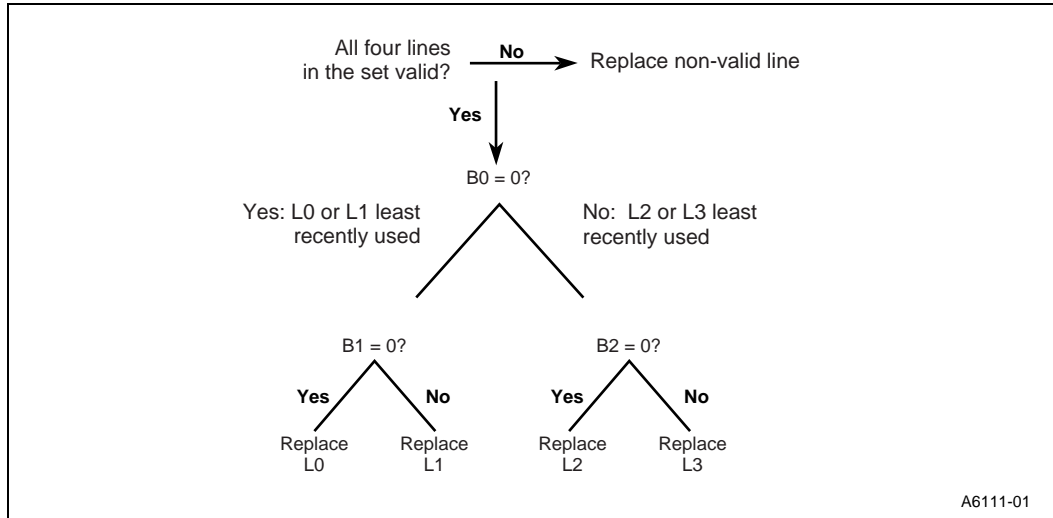 All four lines
in the set valid?
No
Replace non-valid line
Yes
B0 = 0?
Yes: L0 or L1 least
recently used
No: L2 or L3 least
recently used
B1 = 0?
B2 = 0?
Yes
No
Yes
No
Replace
L0
Replace
L1
Replace
L2
Replace
L3
A6111-01